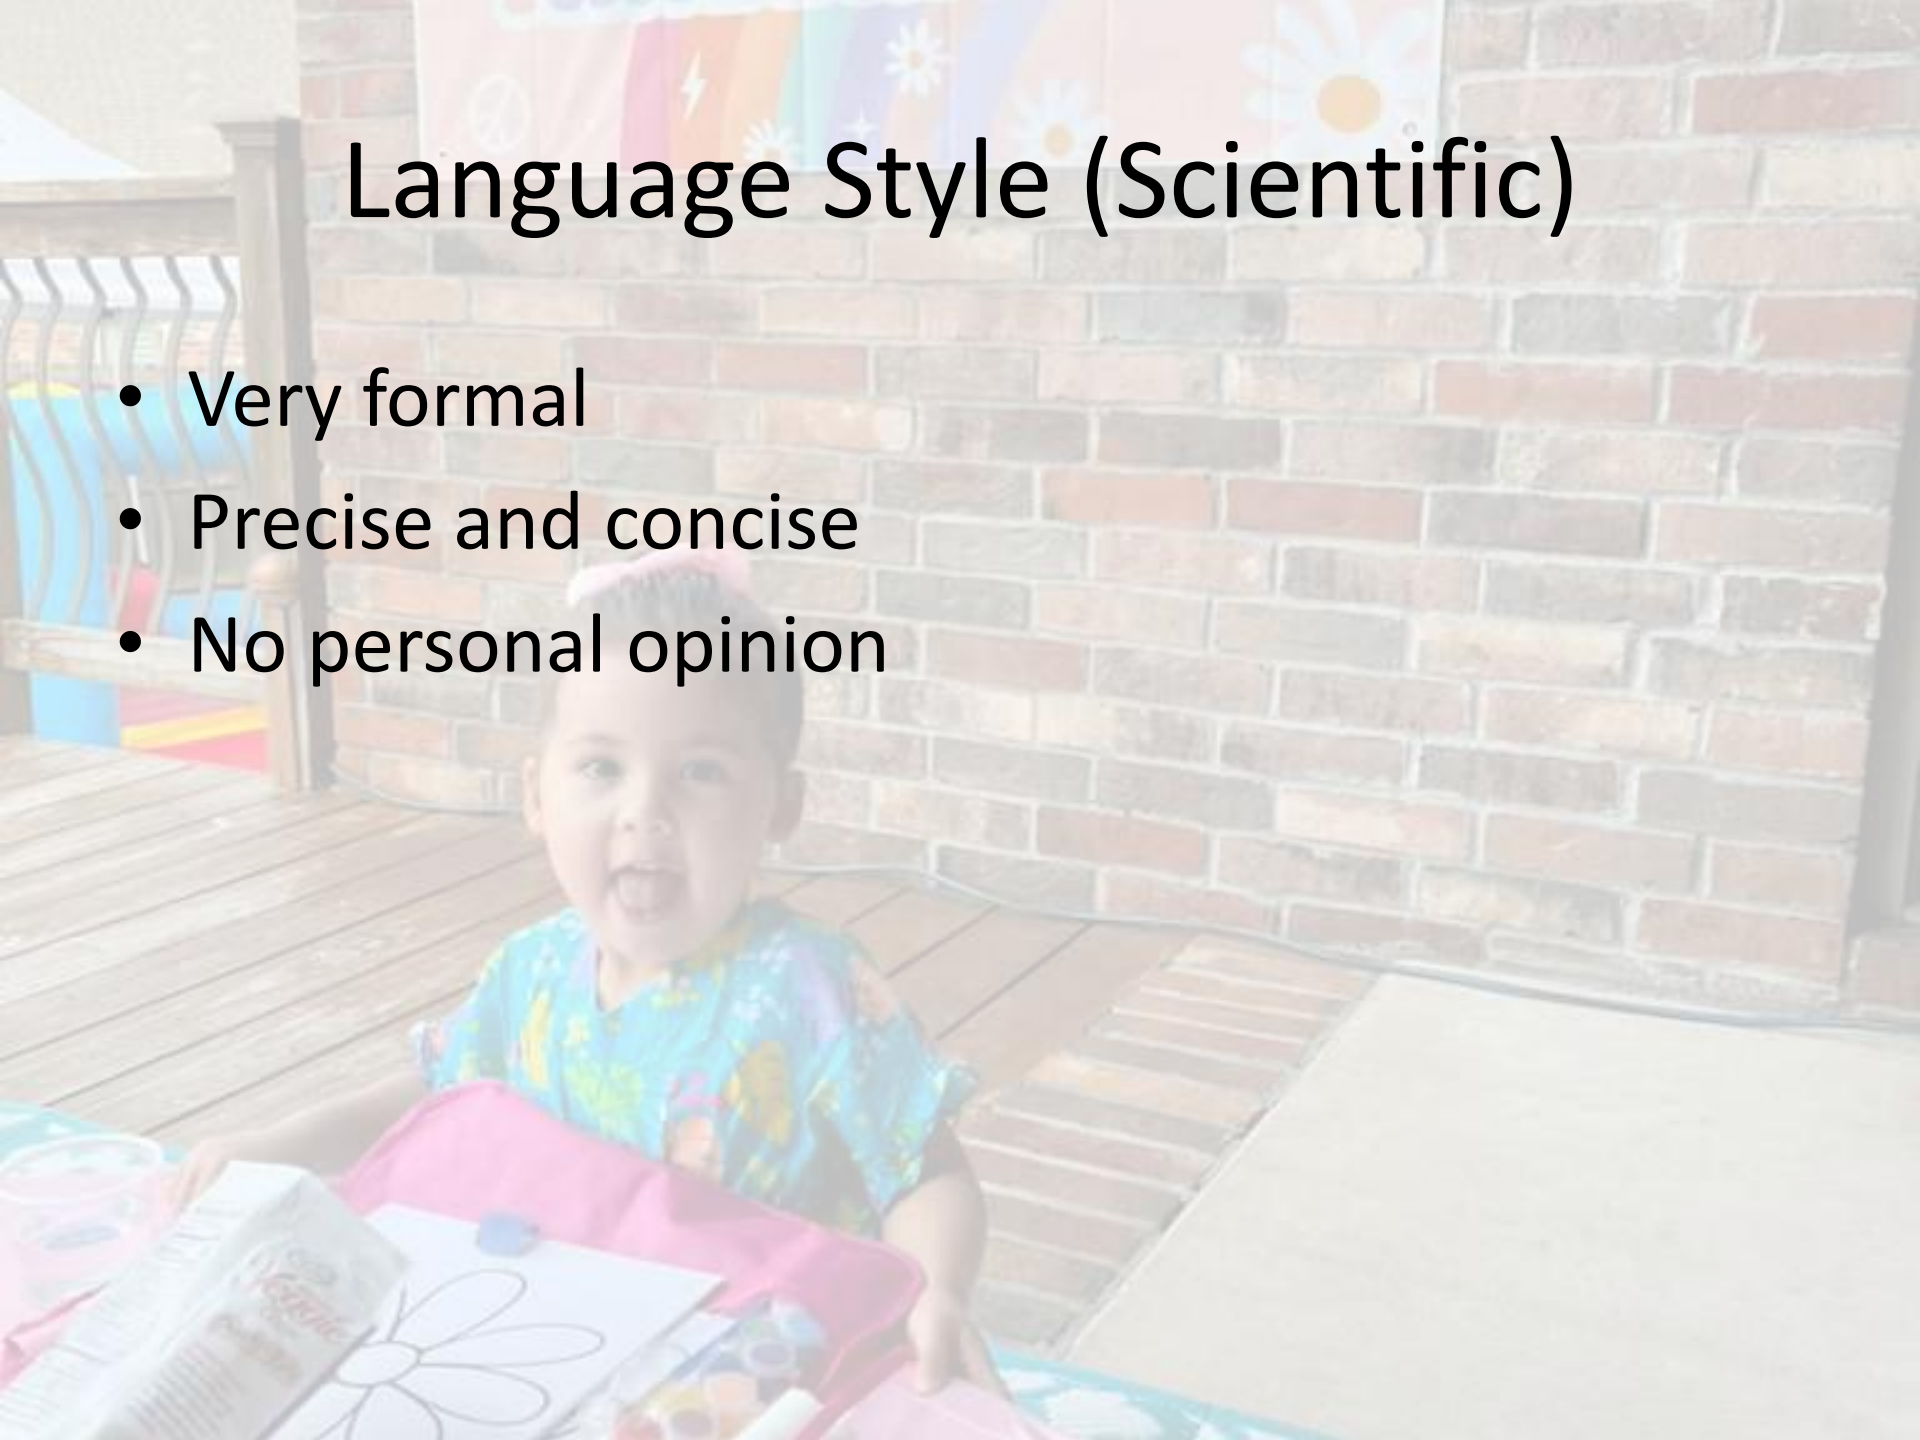 Language Style (Scientific)
• Very formal
• Precise and concise
• No personal opinion